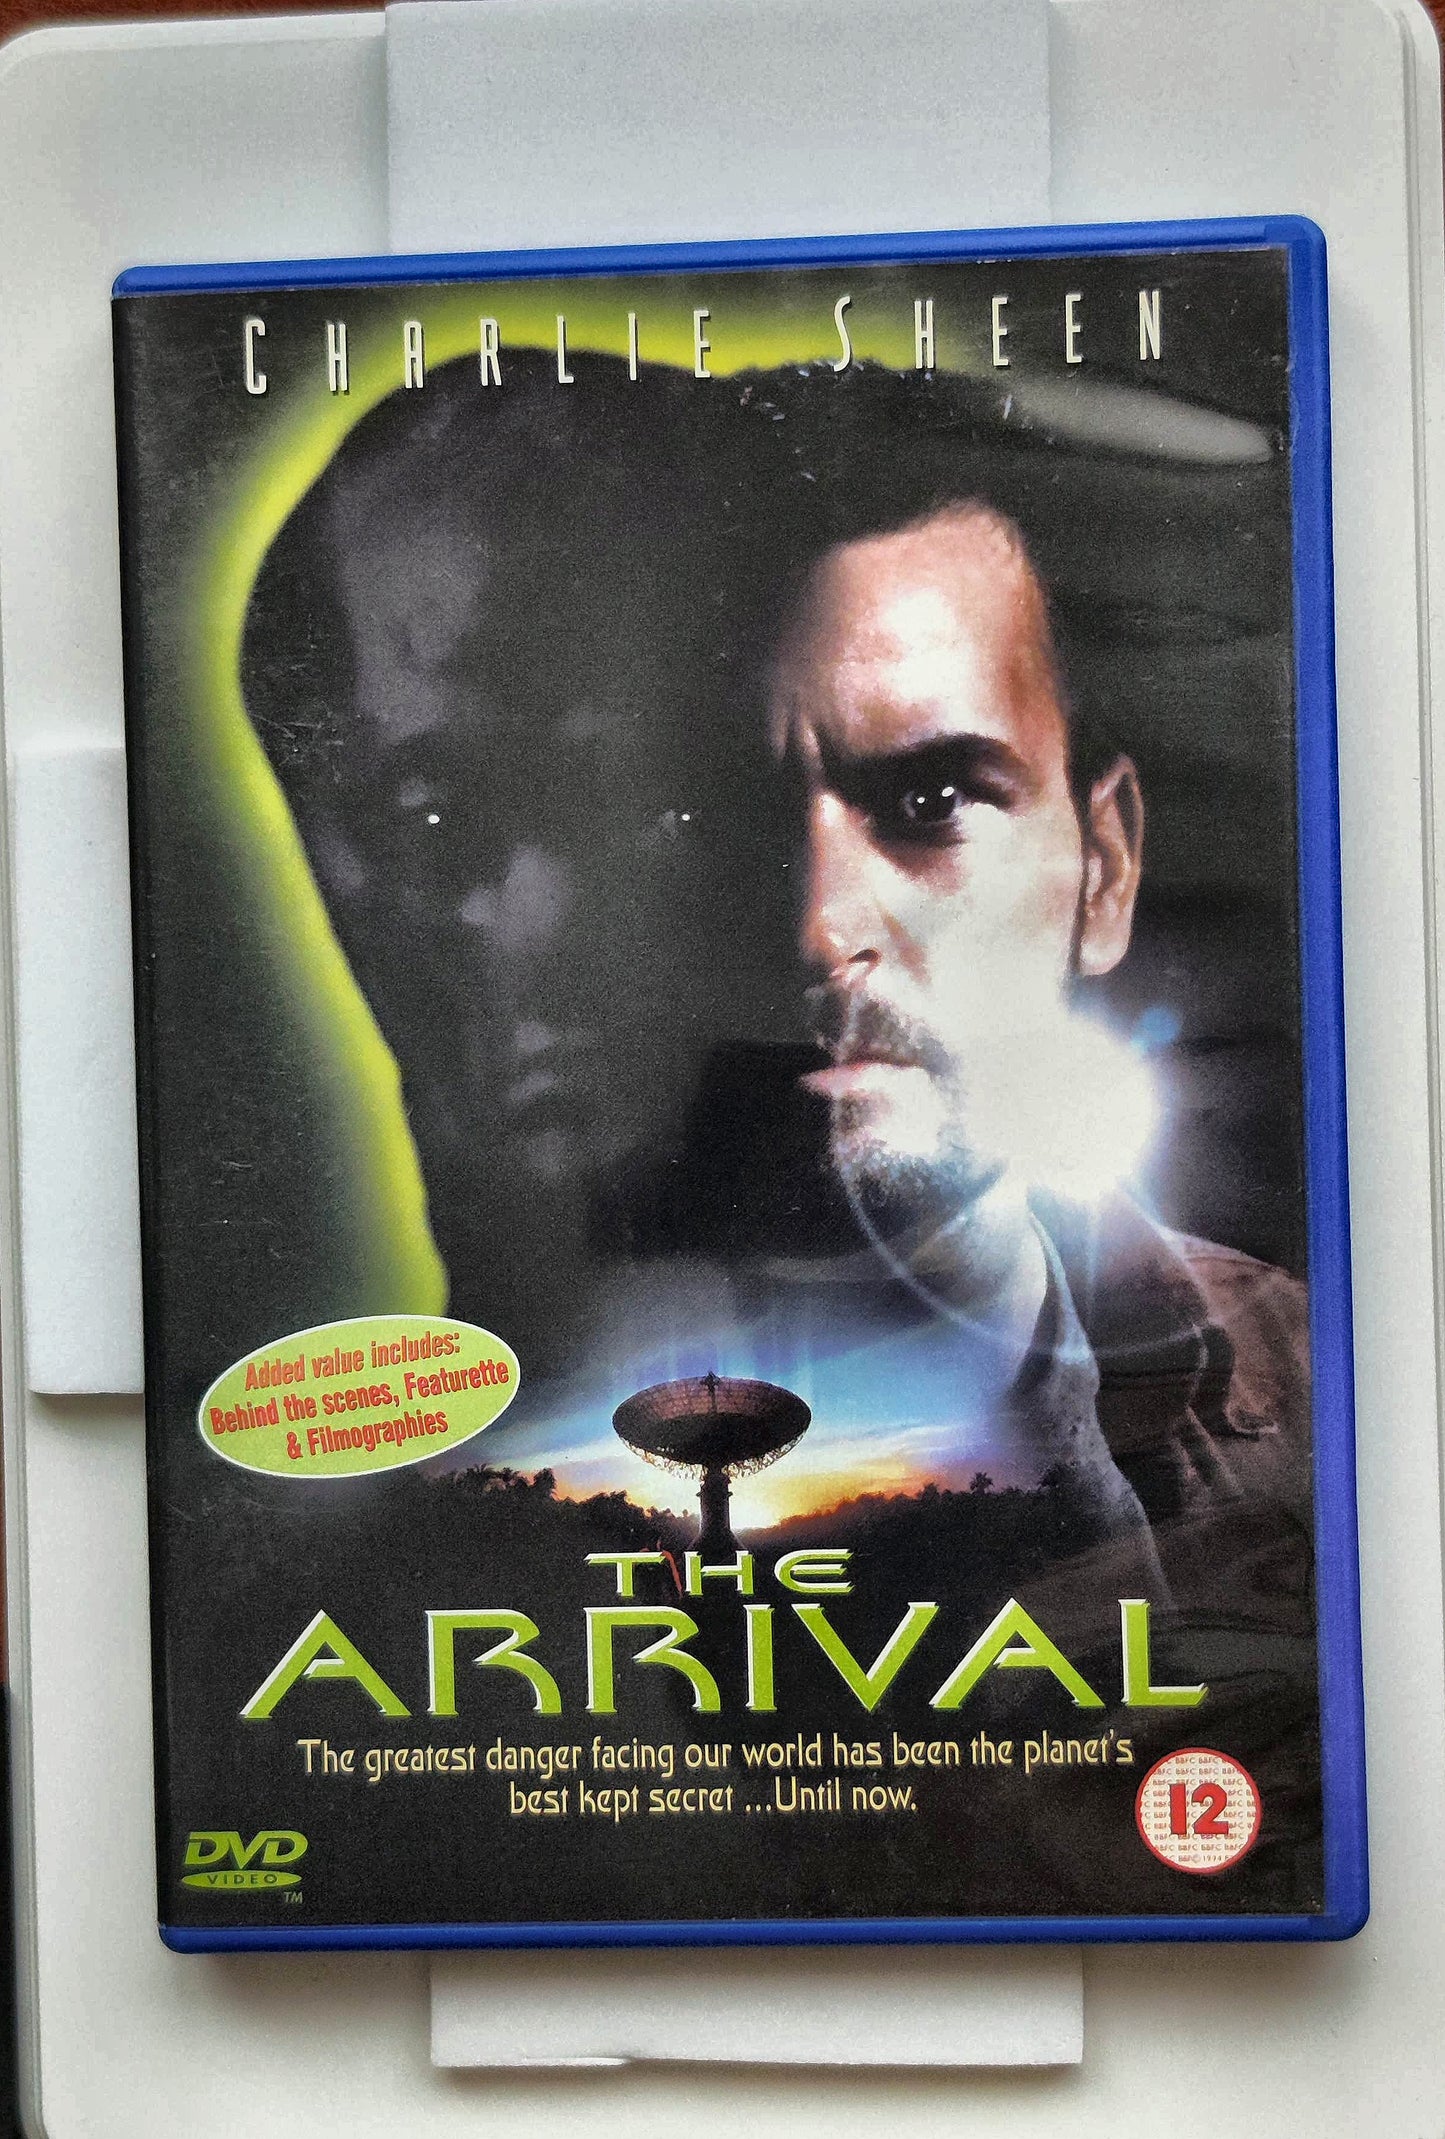 CHARLIE SHEEN
Added value includes:
Behind the scenes, Featurette
& Filmographies
THE
ARRIVAL
The greatest danger facing our world has been the planet's
best kept secret ...Until now.
12
DVD
VIDEO
TM